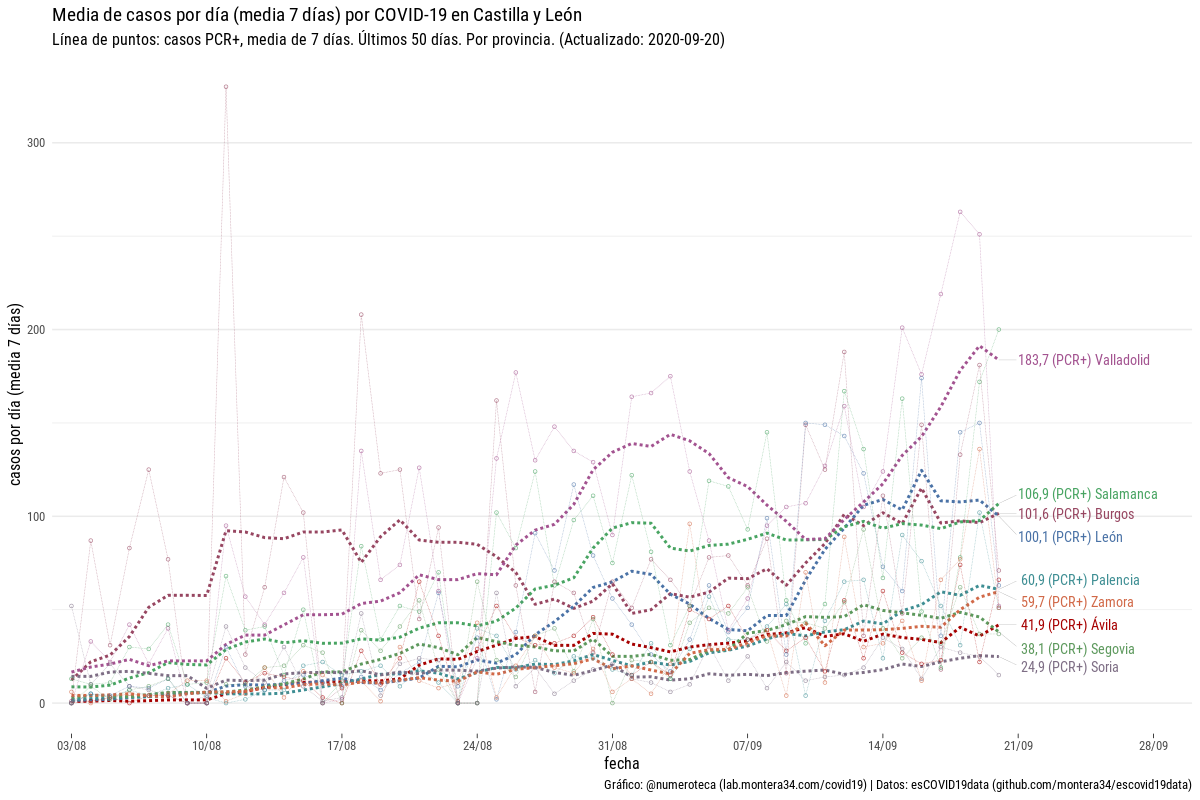 Media de casos por día (media 7 días) por COVID-19 en Castilla y León
Línea de puntos: casos PCR+, media de 7 días. Últimos 50 días. Por provincia. (Actualizado: 2020-09-20)
casos por día (media 7 días)
300
200
100
0
183,7 (PCR+) Valladolid
106,9 (PCR+) Salamanca
101,6 (PCR+) Burgos
100,1 (PCR+) León
60,9 (PCR+) Palencia
59,7 (PCR+) Zamora
41,9 (PCR+) Ávila
38,1 (PCR+) Segovia
24,9 (PCR+) Soria
03/08 10/08 17/08 24/08 31/08 07/09 14/09 21/09 28/09
fecha
Gráfico: @numeroteca (lab.montera34.com/covid19) | Datos: esCOVID19data (github.com/montera34/escovid19data)